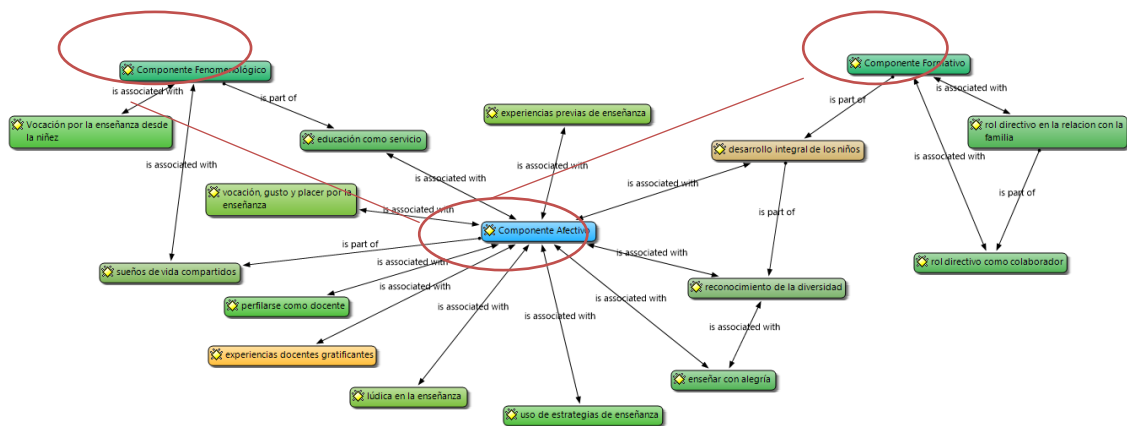 Componente Fenomenológico
Componente Formativo
is associated with
is part of
is part of
is associated with
experiencias previas de enseñanza
Vocación por la enseñanza desde
la niñez
educación como servicio
rol directivo en la relacion con la
familia
desarrollo integral de los niños
is associated with
is associated with
is associated with
is associated with
is associated with
vocación, gusto y placer por la
enseñanza
is associated with
is part of
is part of
Componente Afectivo
is part of
is associated with
sueños de vida compartidos
is associated with
rol directivo como colaborador
reconocimiento de la diversidad
perfilarse como docente
is associated with
is associated with
is associated with
is associated with
is associated with
experiencias docentes gratificantes
enseñar con alegría
lúdica en la enseñanza
uso de estrategias de enseñanza